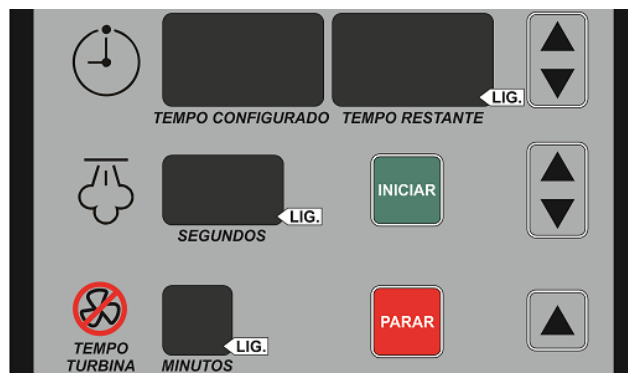 LIG.
TEMPO CONFIGURADO TEMPO RESTANTE
INICIAR
LIG.
SEGUNDOS
PARAR
TEMPO
TURBINA
LIG.
MINUTOS